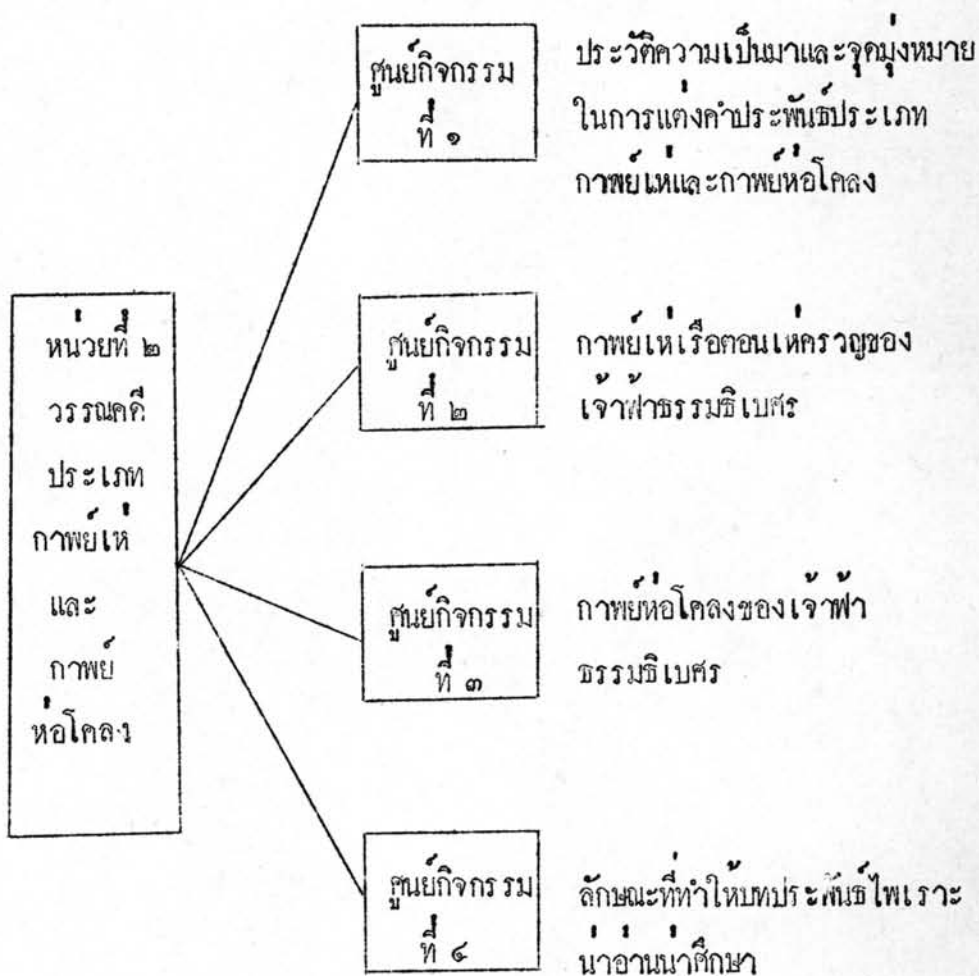 หน่วยที่ ๒
วรรณคดี
ประเภท
กาพย์เห่
และ
กาพย์
ห่อโคลง
ศูนย์กิจกรรม
ที่ ๑
ประวัติความเป็นมาและจุดมุ่งหมาย
ในการแต่งคำประพันธ์ประเภท
กาพย์เห่และกาพย์ห่อโคลง
ศูนย์กิจกรรม
ที่ ๒
กาพย์เห่เรือตอนเห่ครวญของ
เจ้าฟ้าธรรมธิเบศร
ศูนย์กิจกรรม
ที่ ๓
กาพย์ห่อโคลงของเจ้าฟ้า
ธรรมธิเบศร
ศูนย์กิจกรรม
ที่ ๔
ลักษณะที่ทำให้บทประพันธ์ไพเราะ
น่าอ่านน่าศึกษา